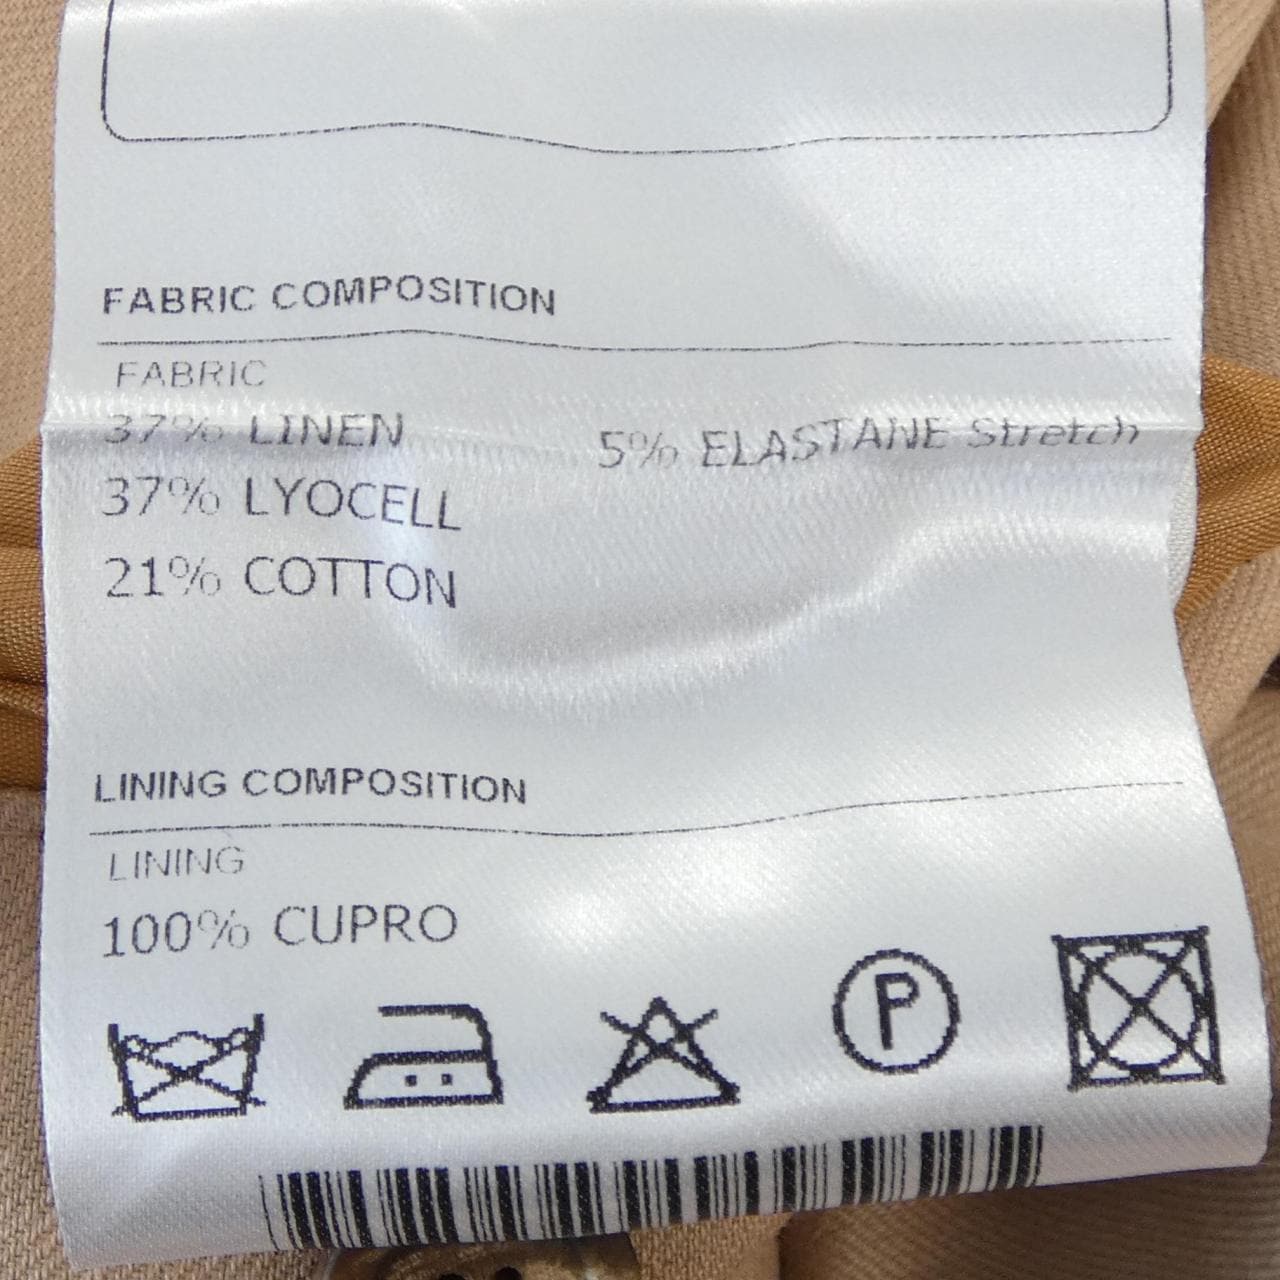 FABRIC COMPOSITION
FABRIC
37% LINEN 5% ELASTANE Stretch
37% LYOCELL
21% COTTON
LINING COMPOSITION
LINING
100% CUPRO
P